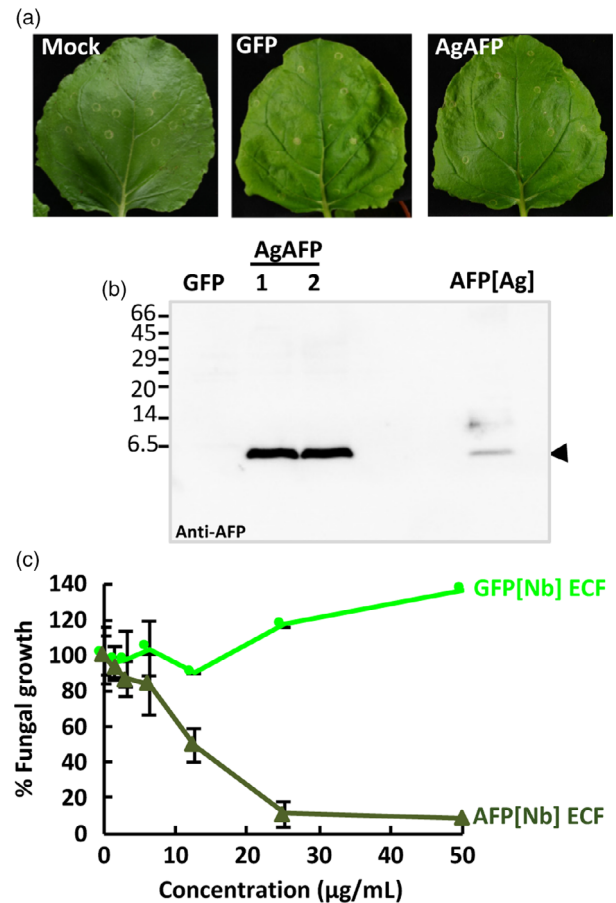 (a)
Mock GFP AgAFP
AgAFP
(b) GFP 1 2 AFP[Ag]
66
45
29
20
14
6.5
Anti-AFP
(c)
140
120
100
80
60
40
20
0
% Fungal growth
GFP[Nb] ECF
AFP[Nb] ECF
0 10 20 30 40 50
Concentration (µg/mL)